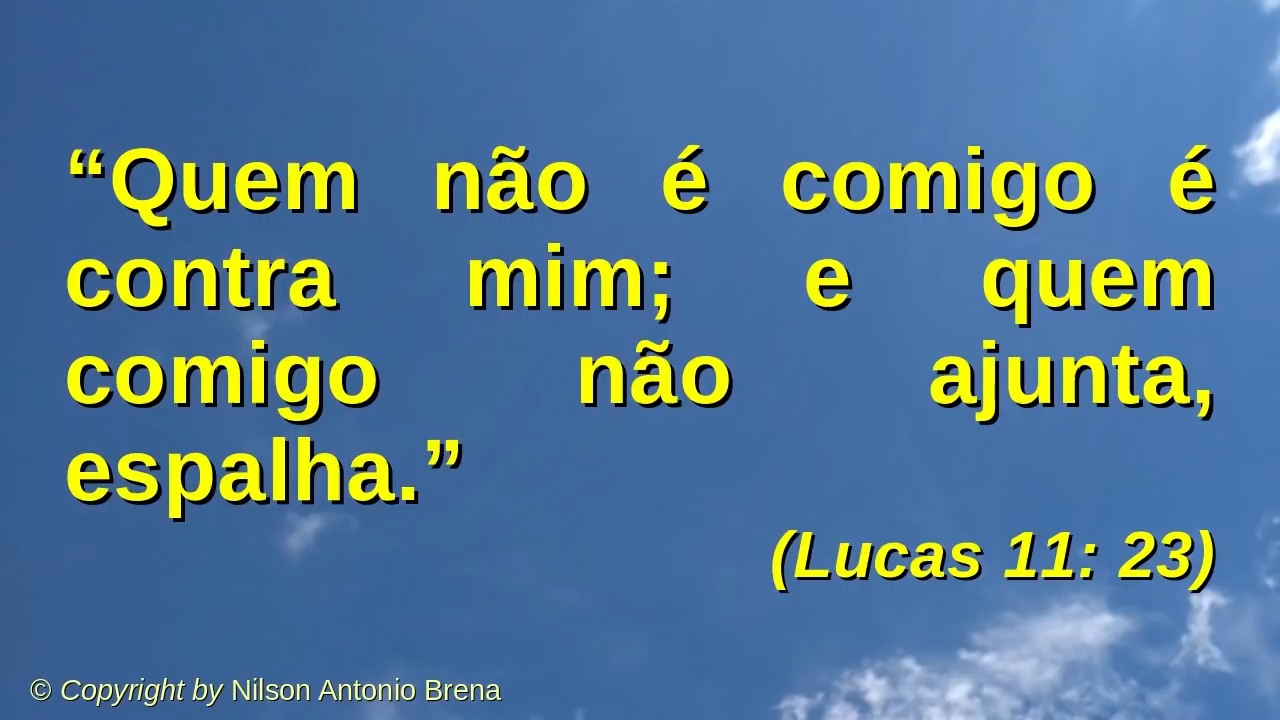 “Quem não é comigo é
contra mim; e quem
comigo não ajunta,
espalha.”
(Lucas 11: 23)
© Copyright by Nilson Antonio Brena